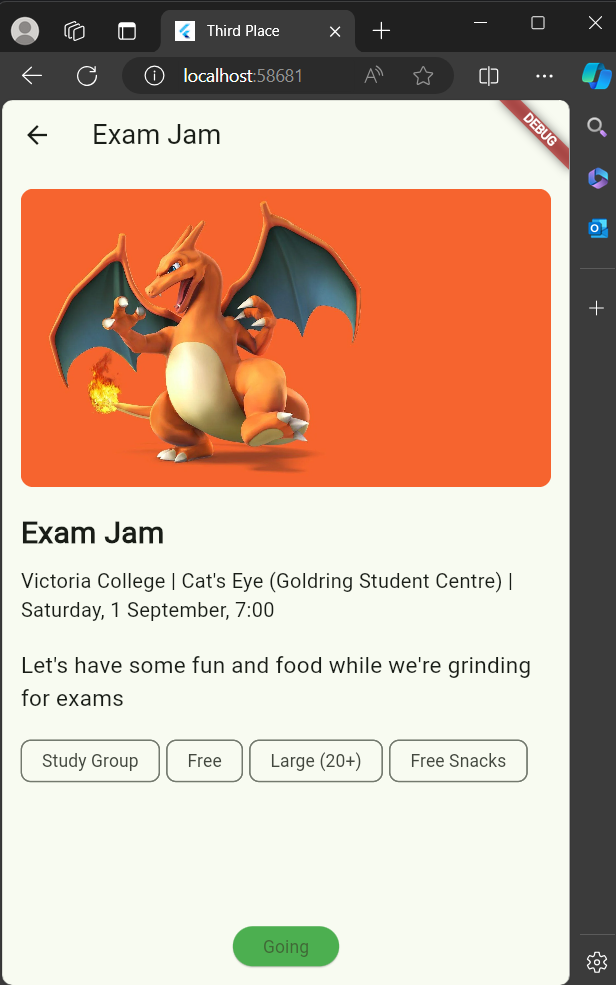 Third Place
localhost:58681
Exam Jam
DEBUG
Exam Jam
Victoria College | Cat's Eye (Goldring Student Centre) |
Saturday, 1 September, 7:00
Let's have some fun and food while we're grinding
for exams
Study Group Free Large (20+) Free Snacks
Going